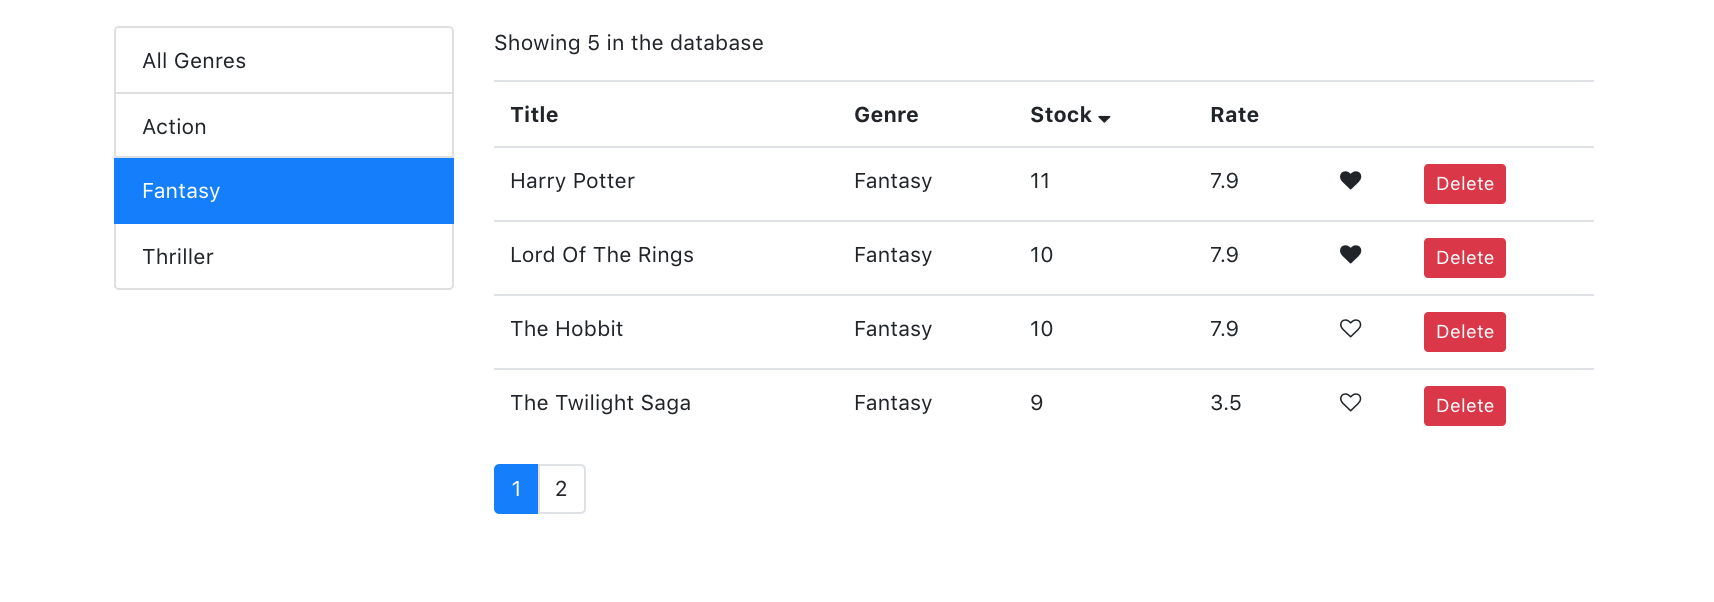 All Genres
Action
Fantasy
Thriller
Showing 5 in the database
Title Genre Stock Rate
Harry Potter Fantasy 11 7.9 Delete
Lord Of The Rings Fantasy 10 7.9 Delete
The Hobbit Fantasy 10 7.9 Delete
The Twilight Saga Fantasy 9 3.5 Delete
1 2